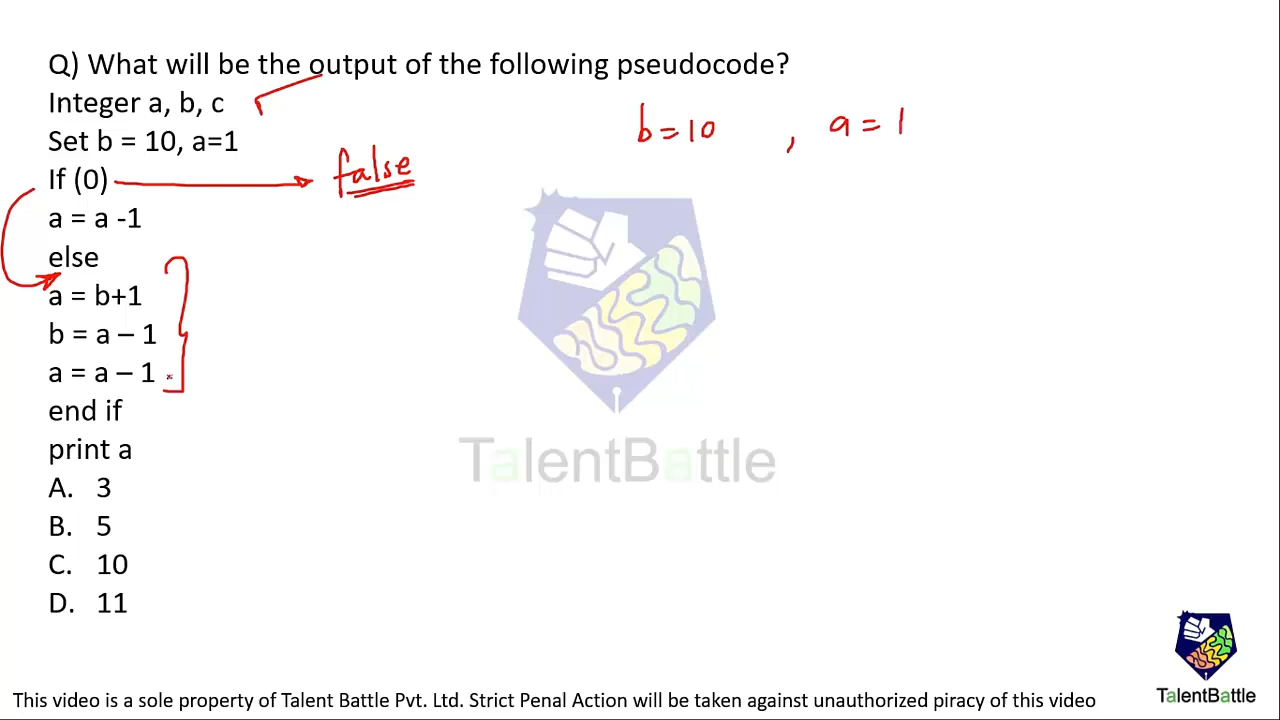 Q) What will be the output of the following pseudocode?
Integer a, b, c
Set b = 10, a=1
b = 10 , a = 1
If (0)
false
a = a -1
else
a = b+1
b = a – 1
a = a – 1
end if
print a
TalentBattle
A. 3
B. 5
C. 10
D. 11
TalentBattle
This video is a sole property of Talent Battle Pvt. Ltd. Strict Penal Action will be taken against unauthorized piracy of this video